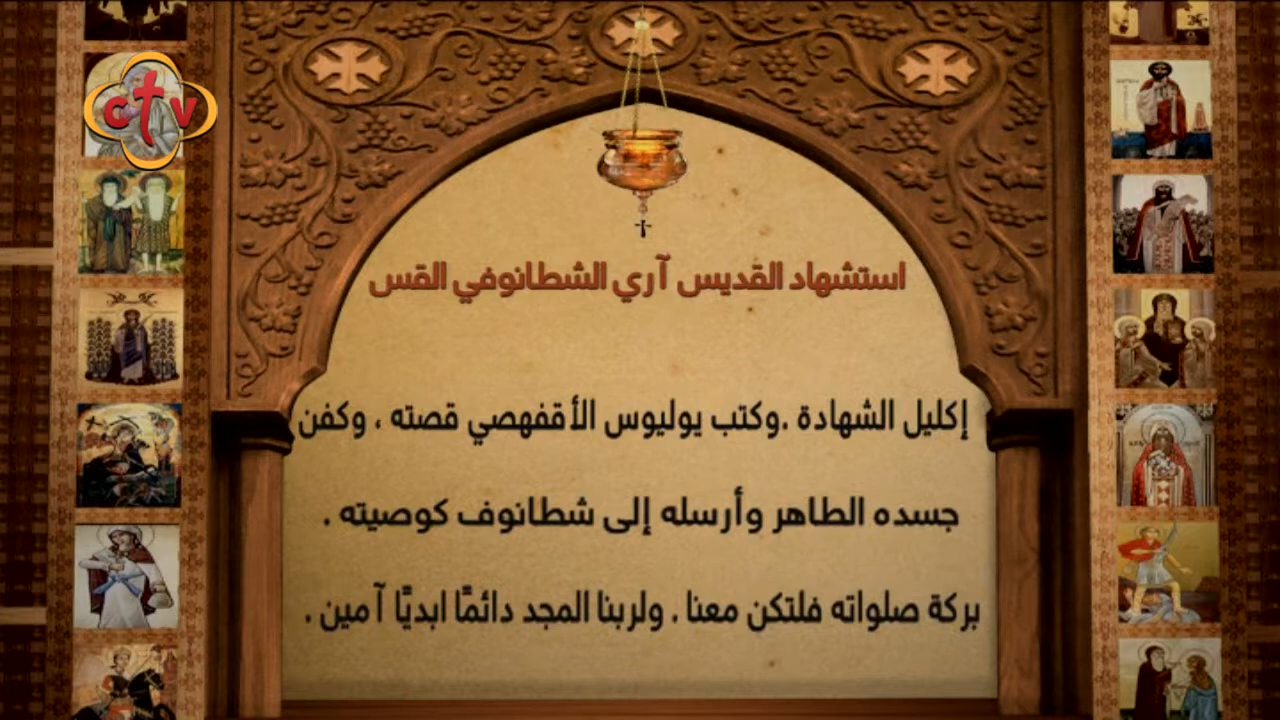 cTv
استشهاد القديس آري الشطانوفي القس
إكليل الشهادة .وكتب يوليوس الأقفهصي قصته ، وكفن
جسده الطاهر وأرسله إلى شطانوف كوصيته .
بركة صلواته فلتكن معنا . ولربنا المجد دائمًا ابديًا آمين .